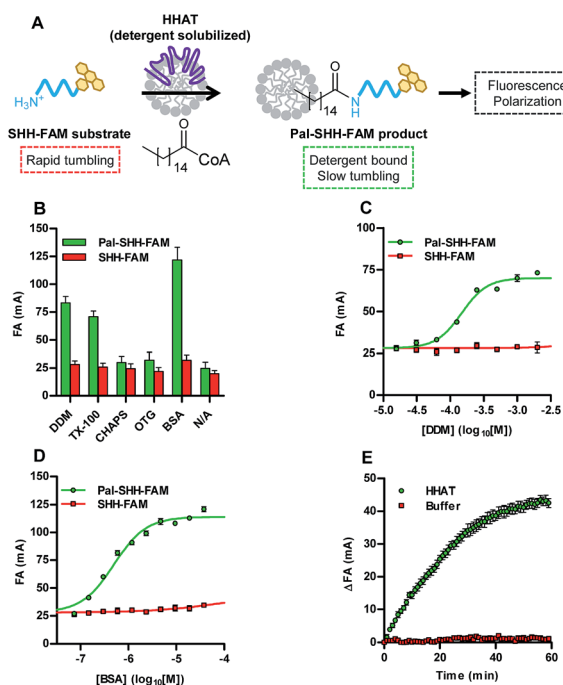 A
HHAT
(detergent solubilized)
H₃N⁺
14
O
CoA
O
14
N
H
Fluorescence
Polarization
SHH-FAM substrate
Rapid tumbling
Pal-SHH-FAM product
Detergent bound
Slow tumbling
B
FA (mA)
150
125
100
75
50
25
0
Pal-SHH-FAM
SHH-FAM
DDM
TX-100
CHAPS
OTG
BSA
N/A
C
FA (mA)
100
75
50
25
0
Pal-SHH-FAM
SHH-FAM
-5.0 -4.5 -4.0 -3.5 -3.0 -2.5
[DDM] (log₁₀[M])
D
FA (mA)
150
125
100
75
50
25
0
Pal-SHH-FAM
SHH-FAM
-7 -6 -5 -4
[BSA] (log₁₀[M])
E
Δ FA (mA)
50
40
30
20
10
0
HHAT
Buffer
0 20 40 60
Time (min)